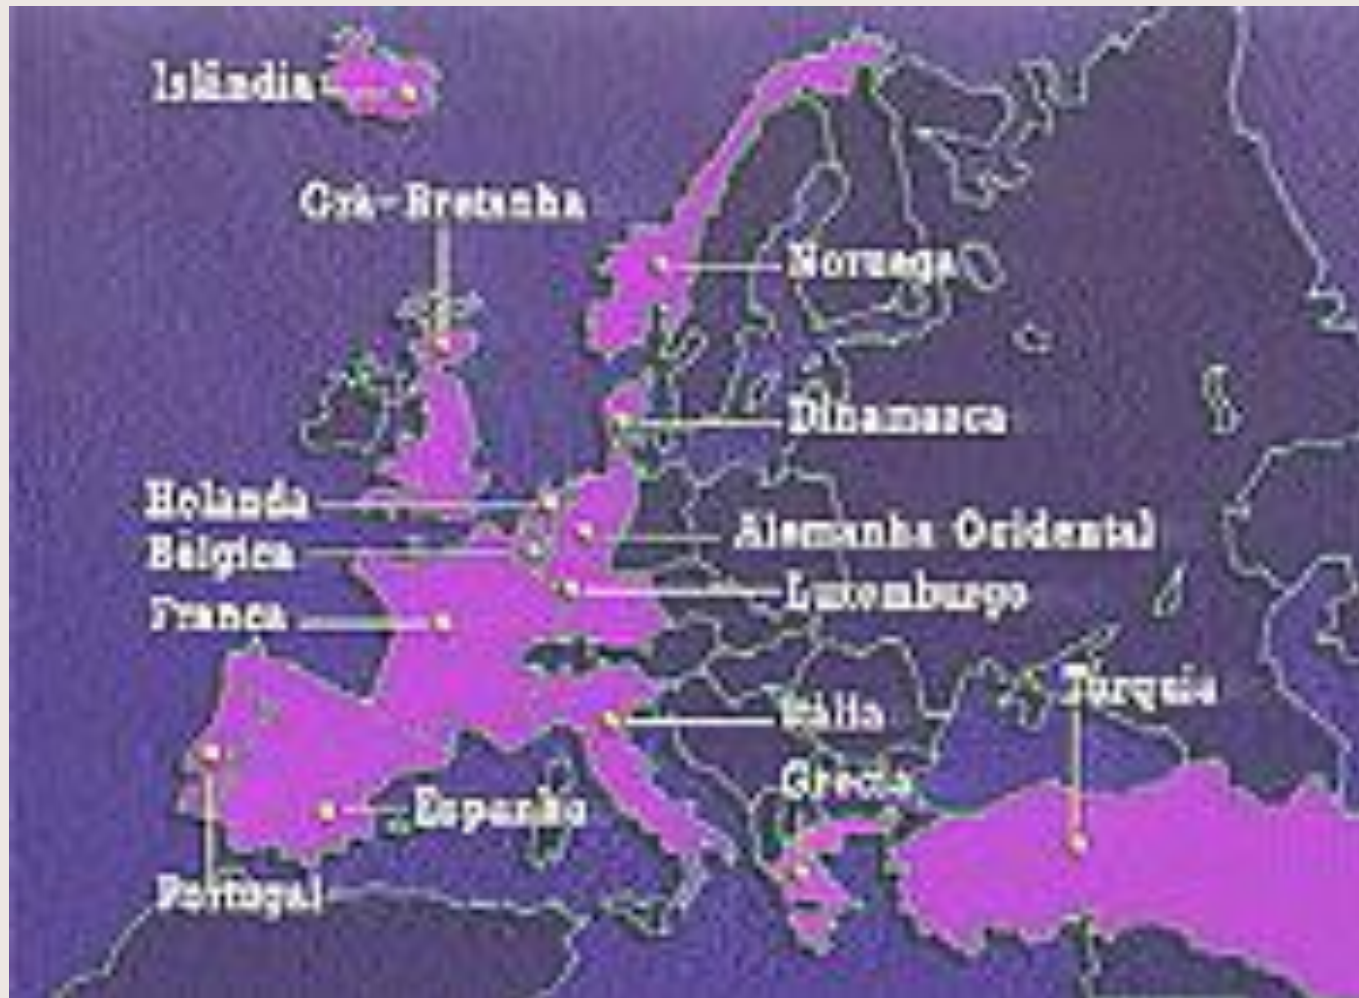 Islândia
Grã-Bretanha
Noruega
Dinamarca
Holanda
Alemanha Ocidental
Bélgica
Luxemburgo
França
Turquia
Itália
Grécia
Espanha
Portugal